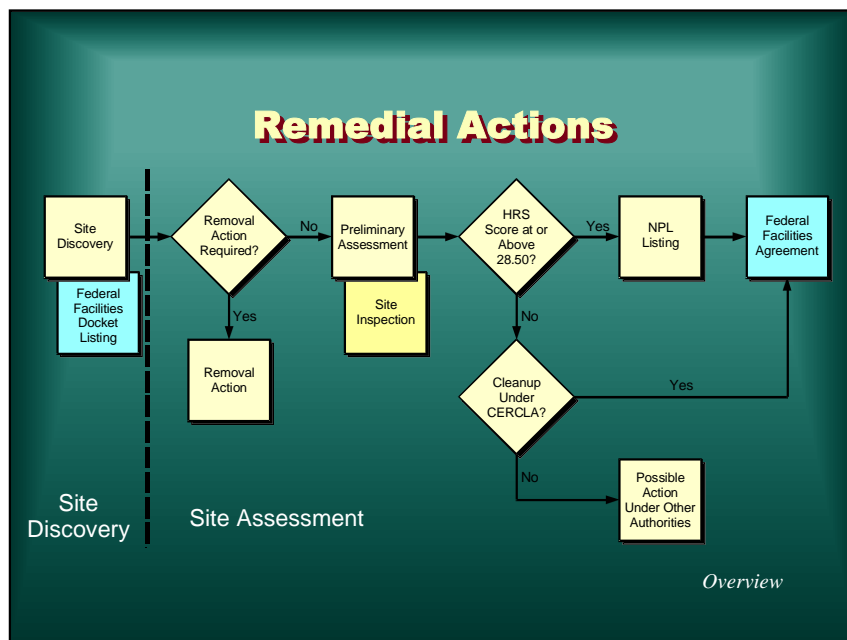 Remedial Actions
Site
Discovery
Federal
Facilities
Docket
Listing
Removal
Action
Required?
No
Yes
Removal
Action
Preliminary
Assessment
Site
Inspection
HRS
Score at or
Above
28.50?
Yes
No
NPL
Listing
Federal
Facilities
Agreement
Cleanup
Under
CERCLA?
Yes
No
Possible
Action
Under Other
Authorities
Site
Discovery
Site Assessment
Overview